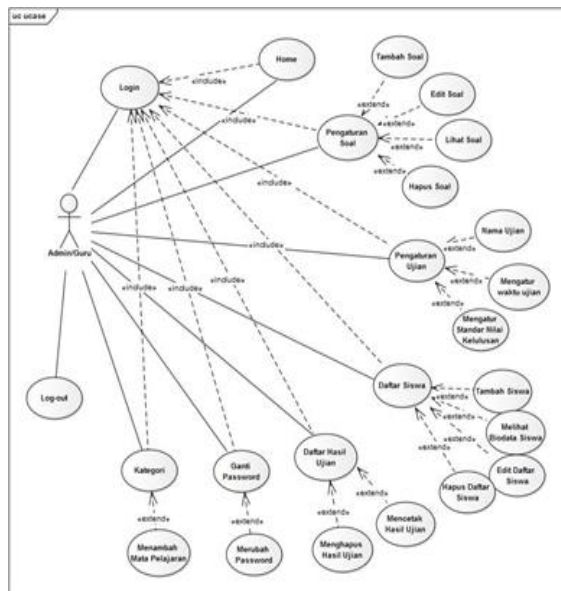 uc ucase
Home
Login
«include»
Tambah Soal
Edit Soal
«extend»
«extend»
«include»
Pengaturan
Soal
Lihat Soal
«extend»
«extend»
Hapus Soal
«include»
Admin/Guru
Nama Ujian
Pengaturan
Ujian
«extend»
«extend»
Mengatur
waktu ujian
«extend»
«include»
«include»
«include»
«include»
Mengatur
Standar Nilai
Kelulusan
Log-out
Daftar Siswa
Tambah Siswa
«extend»
«extend»
Melihat
Biodata Siswa
«extend»
«extend»
Edit Daftar
Siswa
Hapus Daftar
Siswa
Kategori
Ganti
Password
Daftar Hasil
Ujian
«extend»
«extend»
«extend»
«extend»
Mencetak
Hasil Ujian
Menambah
Mata Pelajaran
Merubah
Password
Menghapus
Hasil Ujian